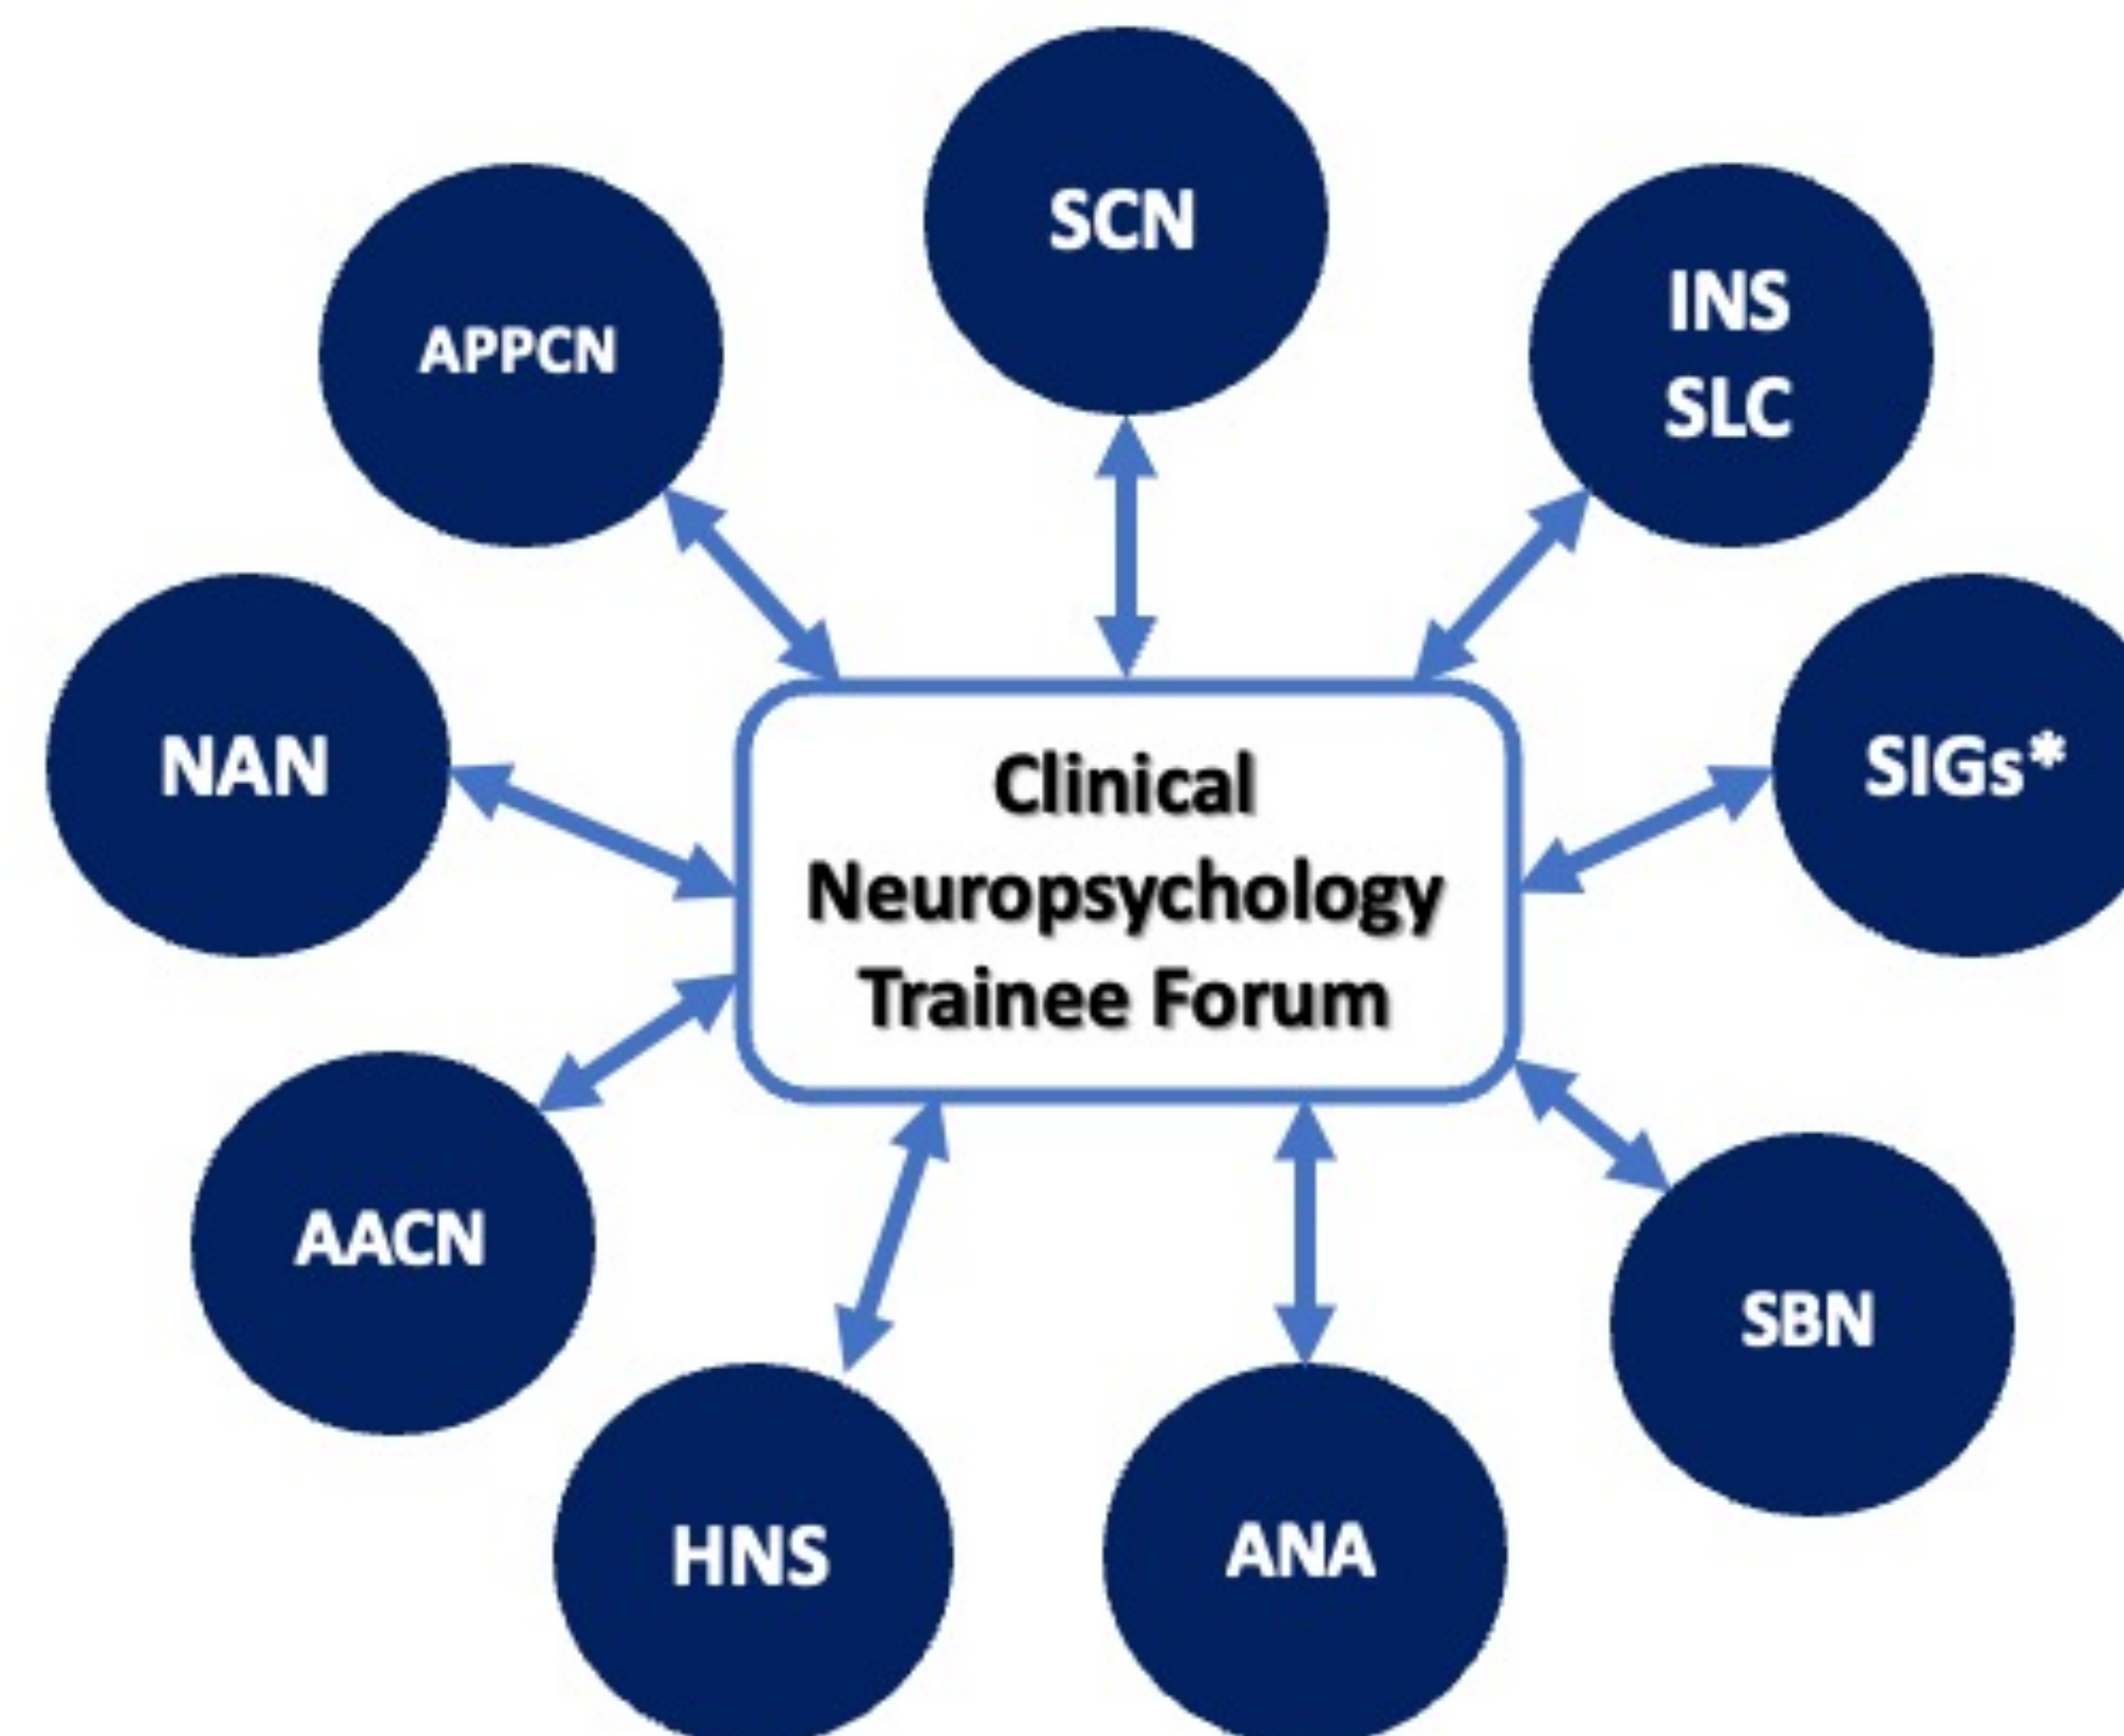 SCN
APPCN
INS
SLC
NAN
SIGs*
Clinical
Neuropsychology
Trainee Forum
AACN
SBN
HNS
ANA